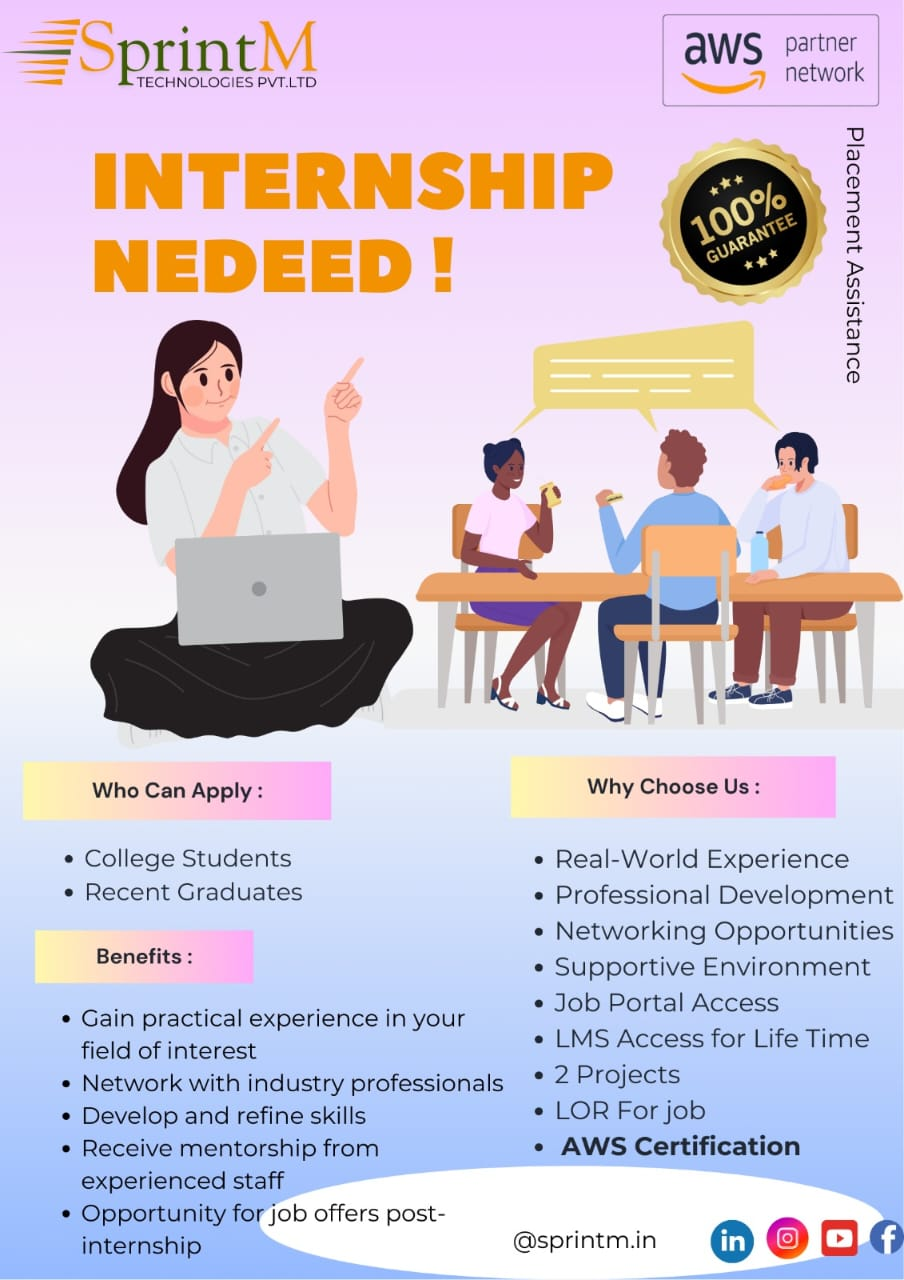 SprintM
TECHNOLOGIES PVT.LTD
aws partner
network
INTERNSHIP
NEDEED !
100%
GUARANTEE
Placement Assistance
Who Can Apply :
• College Students
• Recent Graduates
Benefits :
• Gain practical experience in your
field of interest
• Network with industry professionals
• Develop and refine skills
• Receive mentorship from
experienced staff
• Opportunity for job offers post-
internship
Why Choose Us :
• Real-World Experience
• Professional Development
• Networking Opportunities
• Supportive Environment
• Job Portal Access
• LMS Access for Life Time
• 2 Projects
• LOR For job
• AWS Certification
@sprintm.in
in
f